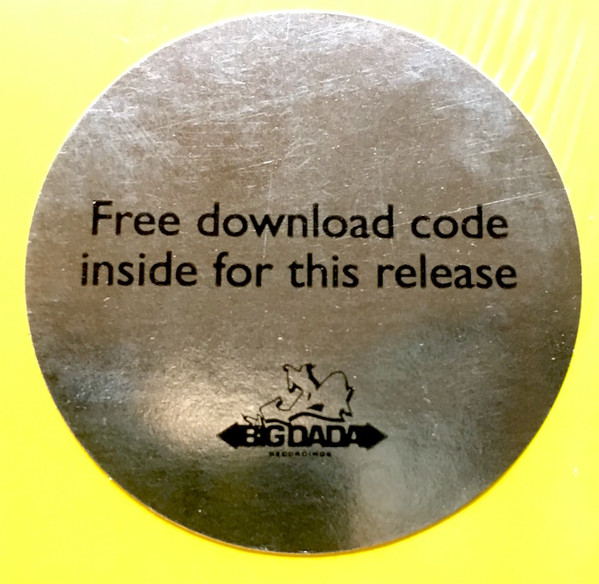 Free download code
inside for this release
BIG DADA
RECORDINGS